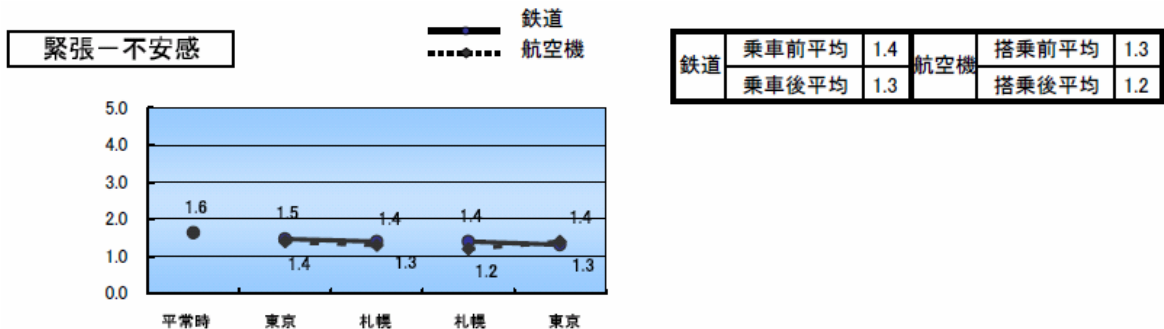 緊張－不安感
鉄道
航空機
鉄道 乗車前平均 1.4 航空機 搭乗前平均 1.3
乗車後平均 1.3 搭乗後平均 1.2
5.0
4.0
3.0
2.0
1.0
0.0
1.6 1.5 1.4 1.4 1.4
1.4 1.3 1.2 1.3
平常時 東京 札幌 札幌 東京